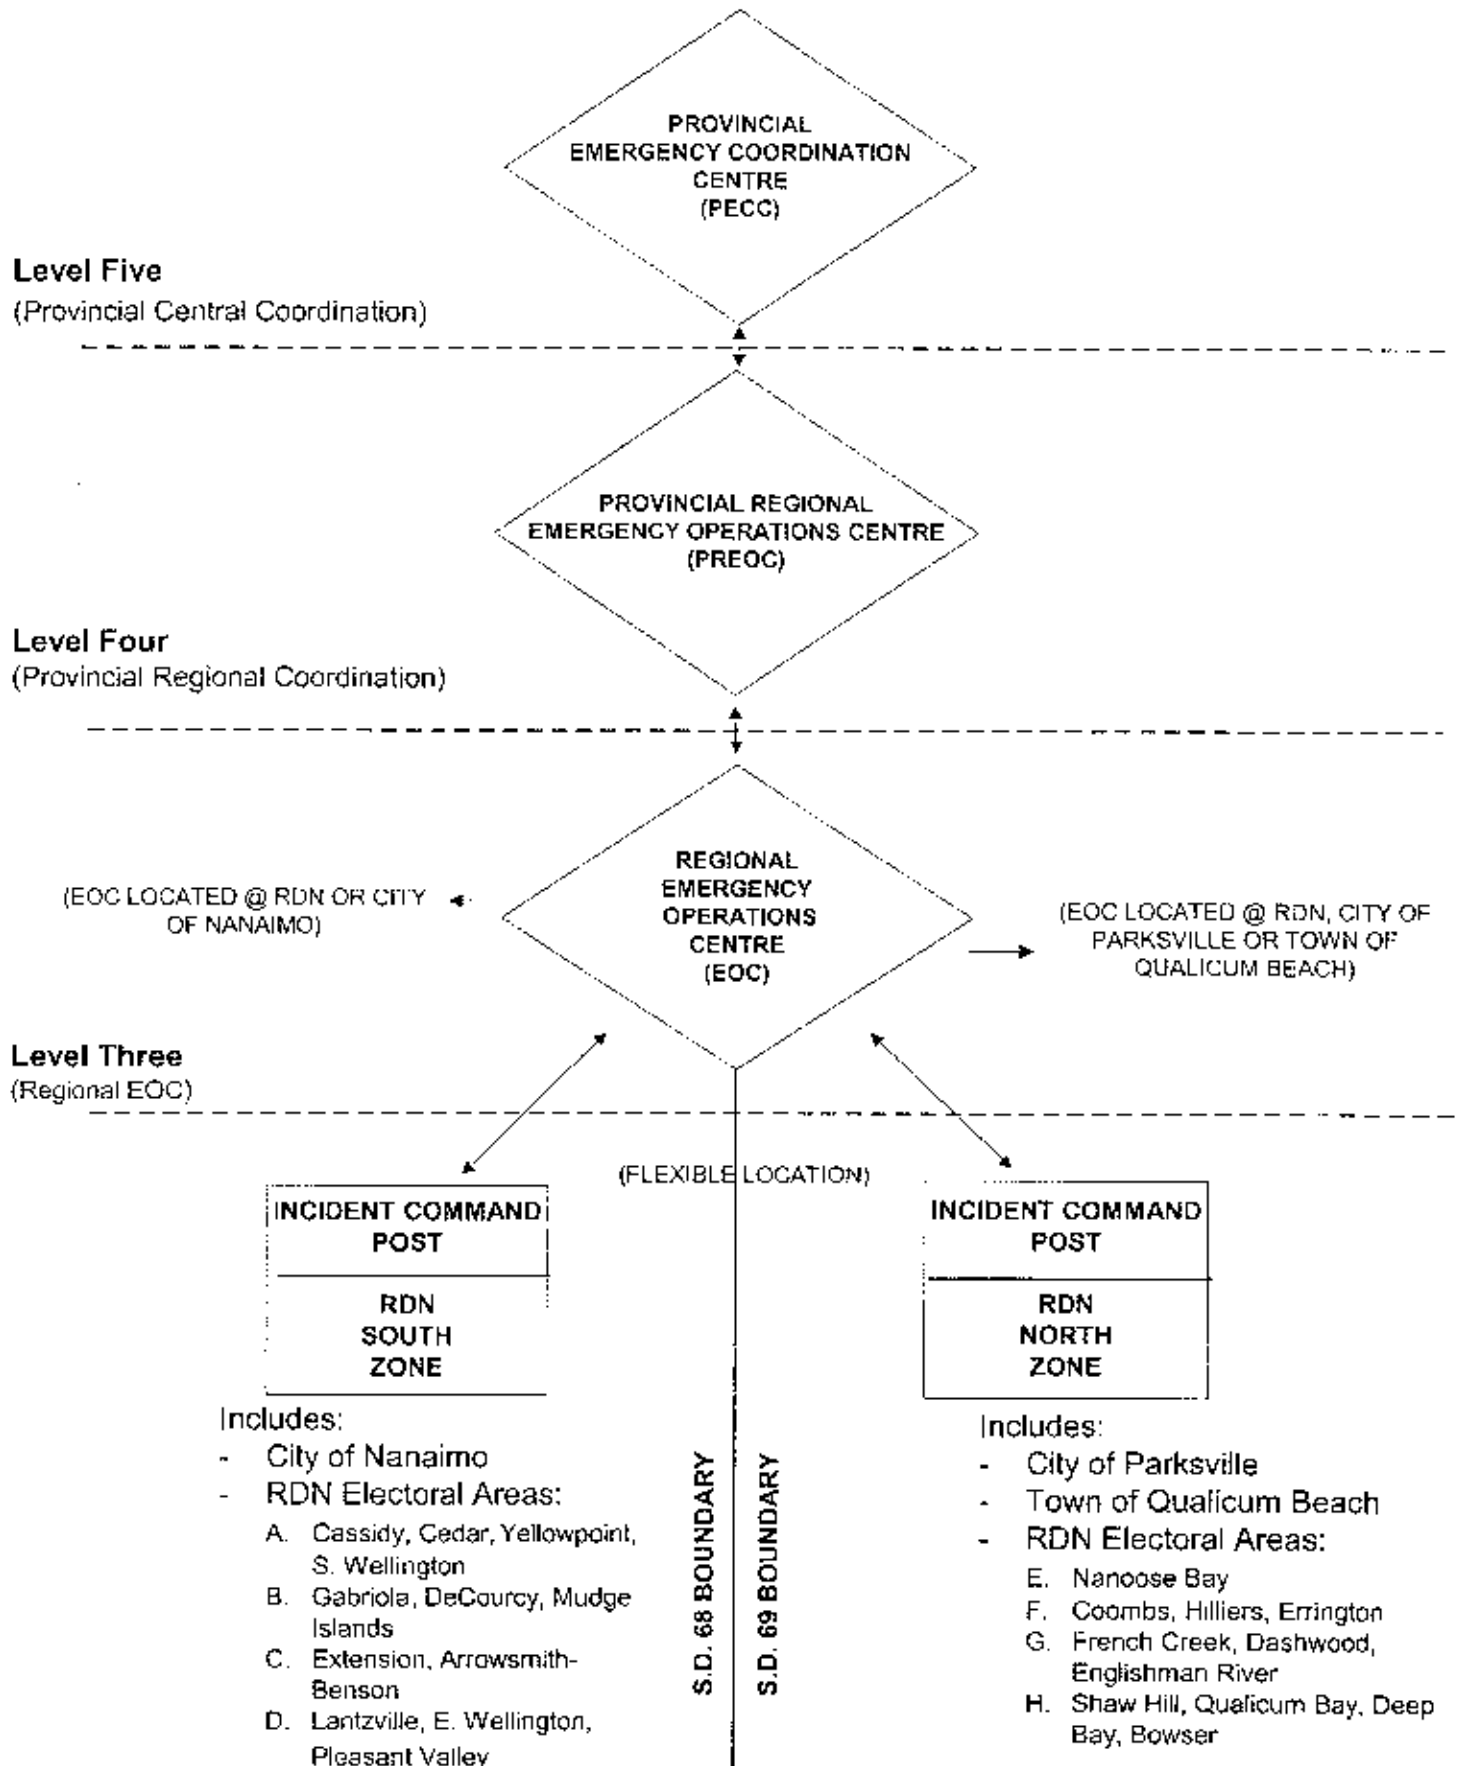 PROVINCIAL
EMERGENCY COORDINATION
CENTRE
(PECC)
Level Five
(Provincial Central Coordination)
PROVINCIAL REGIONAL
EMERGENCY OPERATIONS CENTRE
(PREOC)
Level Four
(Provincial Regional Coordination)
REGIONAL
EMERGENCY
OPERATIONS
CENTRE
(EOC)
(EOC LOCATED @ RDN OR CITY
OF NANAIMO)
(EOC LOCATED @ RDN, CITY OF
PARKSVILLE OR TOWN OF
QUALICUM BEACH)
Level Three
(Regional EOC)
(FLEXIBLE LOCATION)
INCIDENT COMMAND
POST
RDN
SOUTH
ZONE
Includes:
- City of Nanaimo
- RDN Electoral Areas:
A. Cassidy, Cedar, Yellowpoint,
S. Wellington
B. Gabriola, DeCourcy, Mudge
Islands
C. Extension, Arrowsmith-
Benson
D. Lantzville, E. Wellington,
Pleasant Valley
S.D. 68 BOUNDARY
S.D. 69 BOUNDARY
INCIDENT COMMAND
POST
RDN
NORTH
ZONE
Includes:
- City of Parksville
- Town of Qualicum Beach
- RDN Electoral Areas:
E. Nanoose Bay
F. Coombs, Hilliers, Errington
G. French Creek, Dashwood,
Englishman River
H. Shaw Hill, Qualicum Bay, Deep
Bay, Bowser